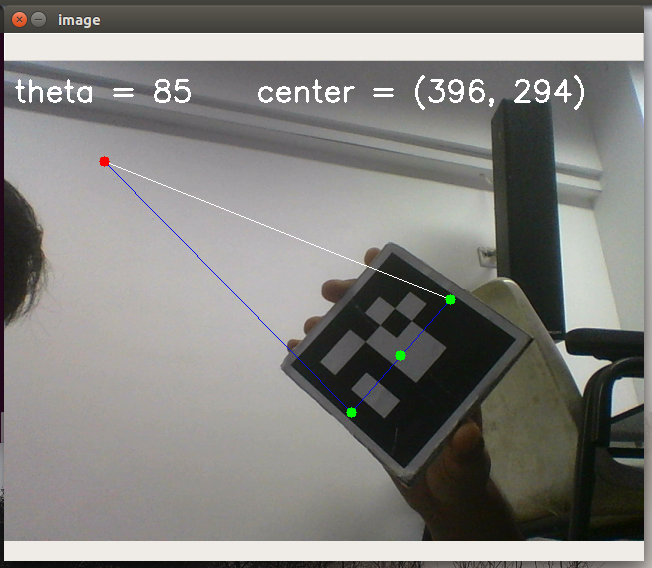 image
theta = 85 center = (396, 294)